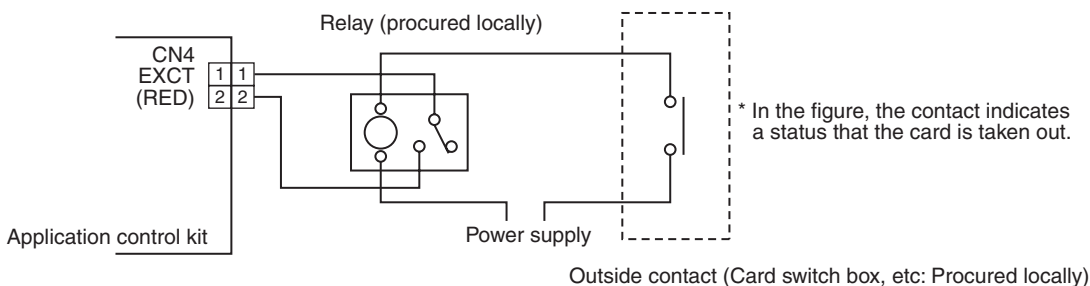 Relay (procured locally)
CN4
EXCT
(RED)
1 1
2 2
* In the figure, the contact indicates
a status that the card is taken out.
Power supply
Application control kit
Outside contact (Card switch box, etc: Procured locally)